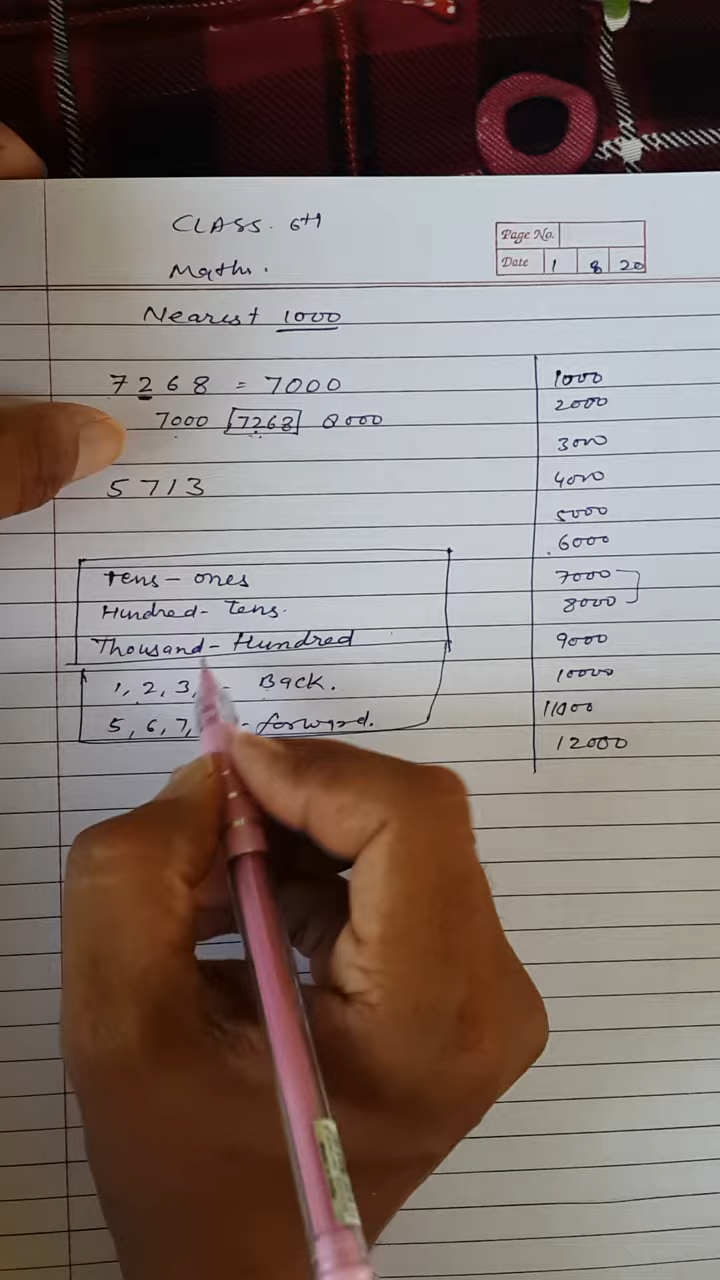 CLASS. 6th
Maths.
Page No.
Date 1 8 20
Nearest 1000
7268 = 7000
7000 7268 8000
5713
Tens - ones
Hundred - Tens.
Thousand - Hundred
1, 2, 3, - Back.
5, 6, 7, - forward.
1000
2000
3000
4000
5000
6000
7000
8000
9000
10000
11000
12000